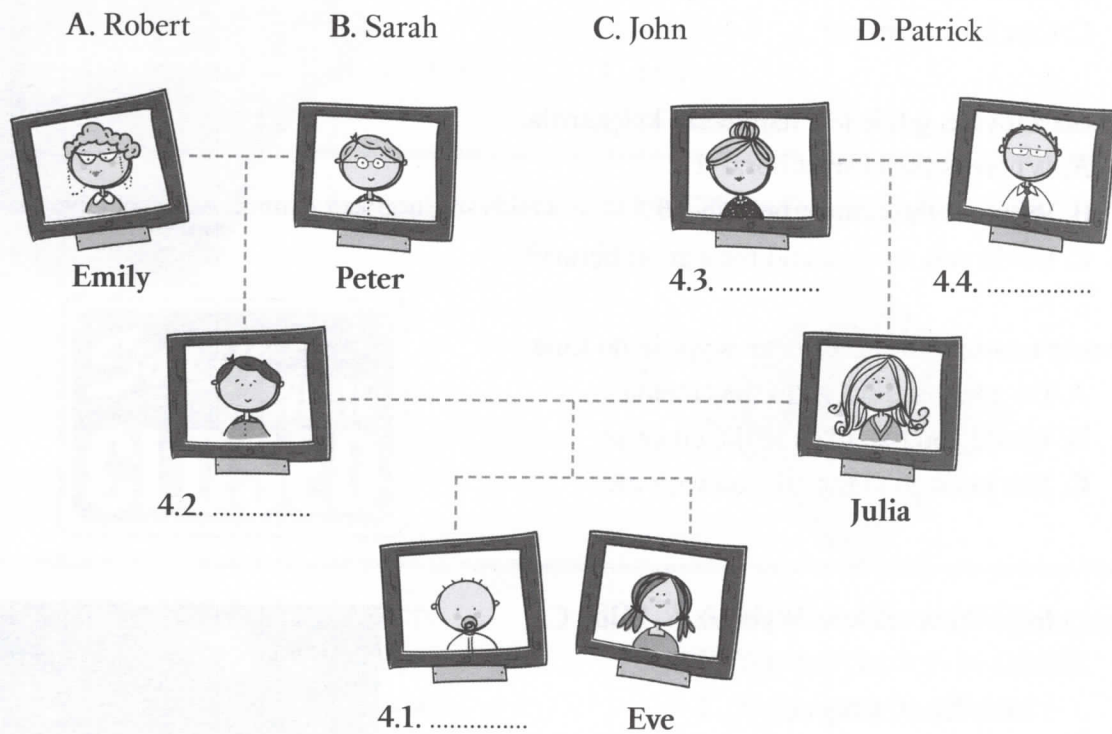 A. Robert B. Sarah C. John D. Patrick
Emily Peter 4.3. ............... 4.4. ...............
4.2. ..............
Julia
4.1. ..............
Eve